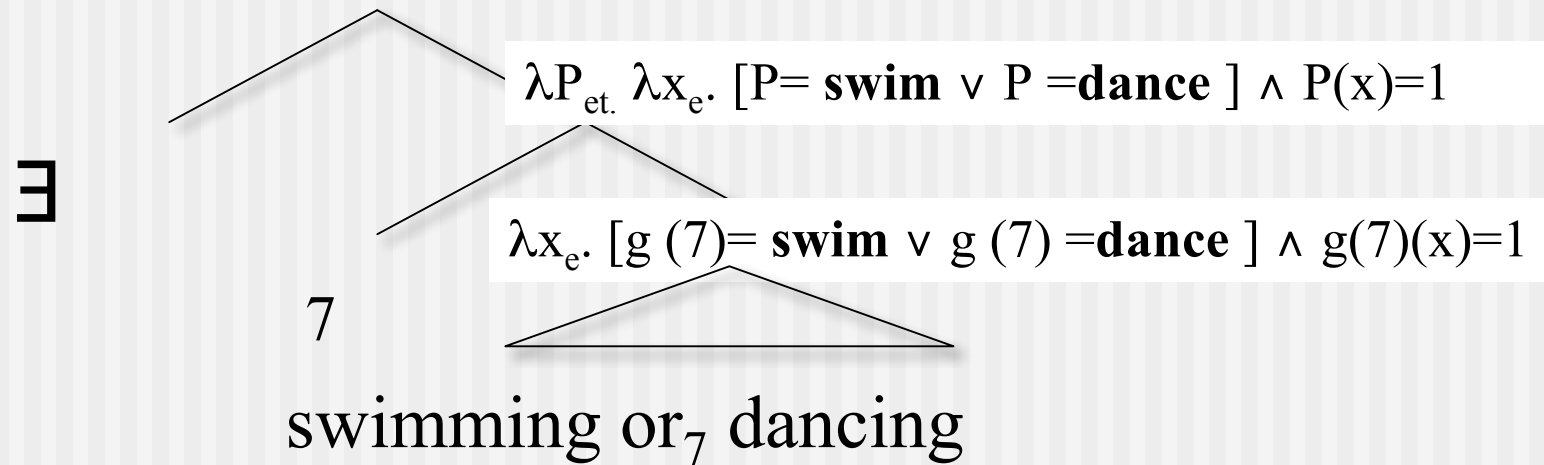 λP_et. λx_e. [P= swim ∨ P =dance ] ∧ P(x)=1
∃
λx_e. [g (7)= swim ∨ g (7) =dance ] ∧ g(7)(x)=1
7
swimming or_7 dancing